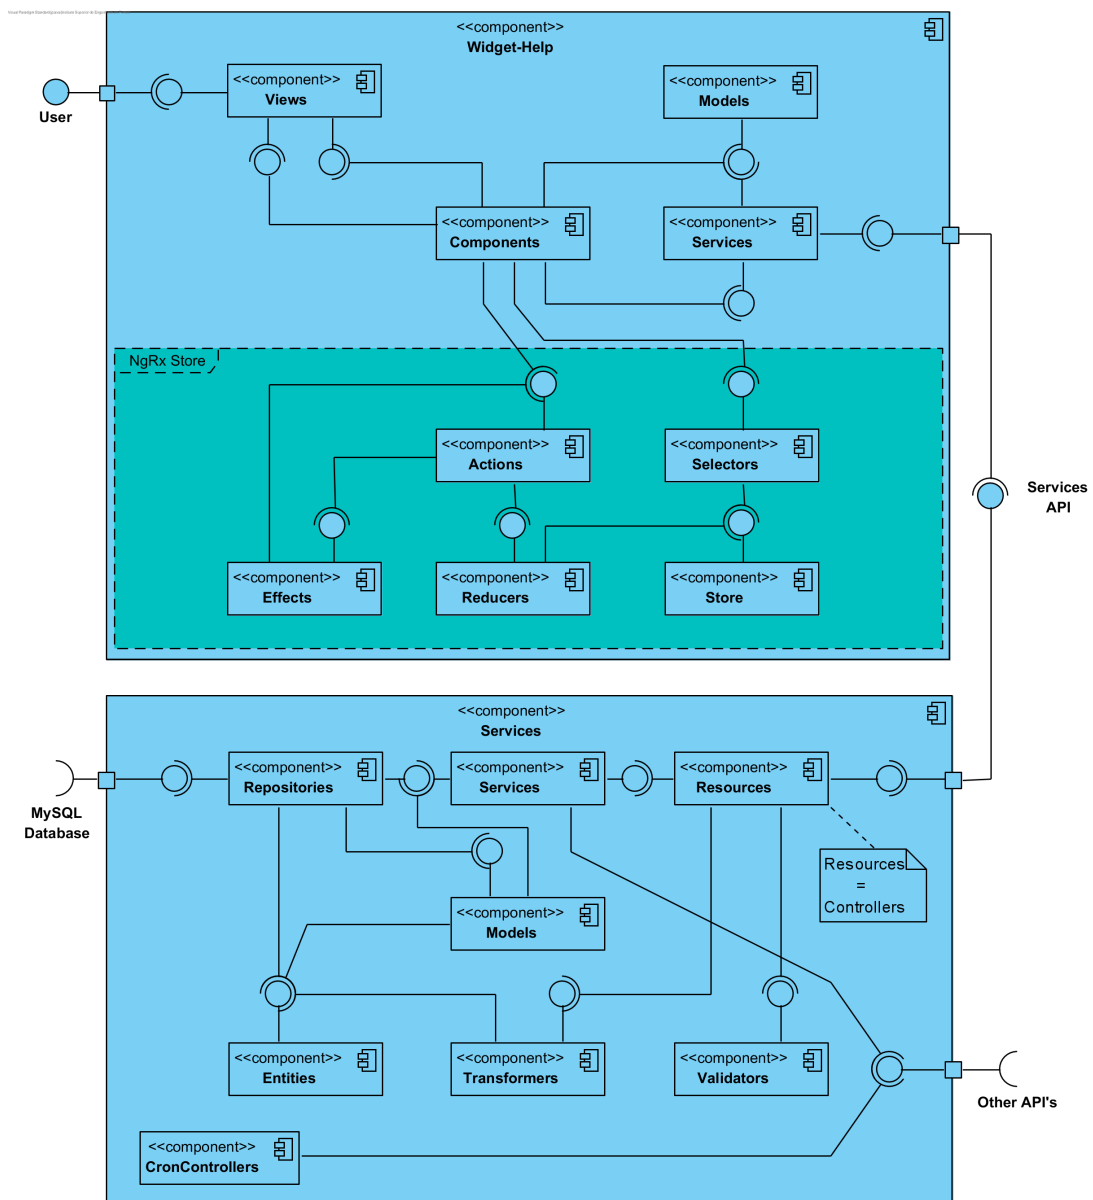 <<component>>
Widget-Help
<<component>>
Views
<<component>>
Models
User
<<component>>
Components
<<component>>
Services
NgRx Store
<<component>>
Actions
<<component>>
Selectors
Services
API
<<component>>
Effects
<<component>>
Reducers
<<component>>
Store
<<component>>
Services
<<component>>
Repositories
<<component>>
Services
<<component>>
Resources
MySQL
Database
Resources
=
Controllers
<<component>>
Models
<<component>>
Entities
<<component>>
Transformers
<<component>>
Validators
Other API's
<<component>>
CronControllers